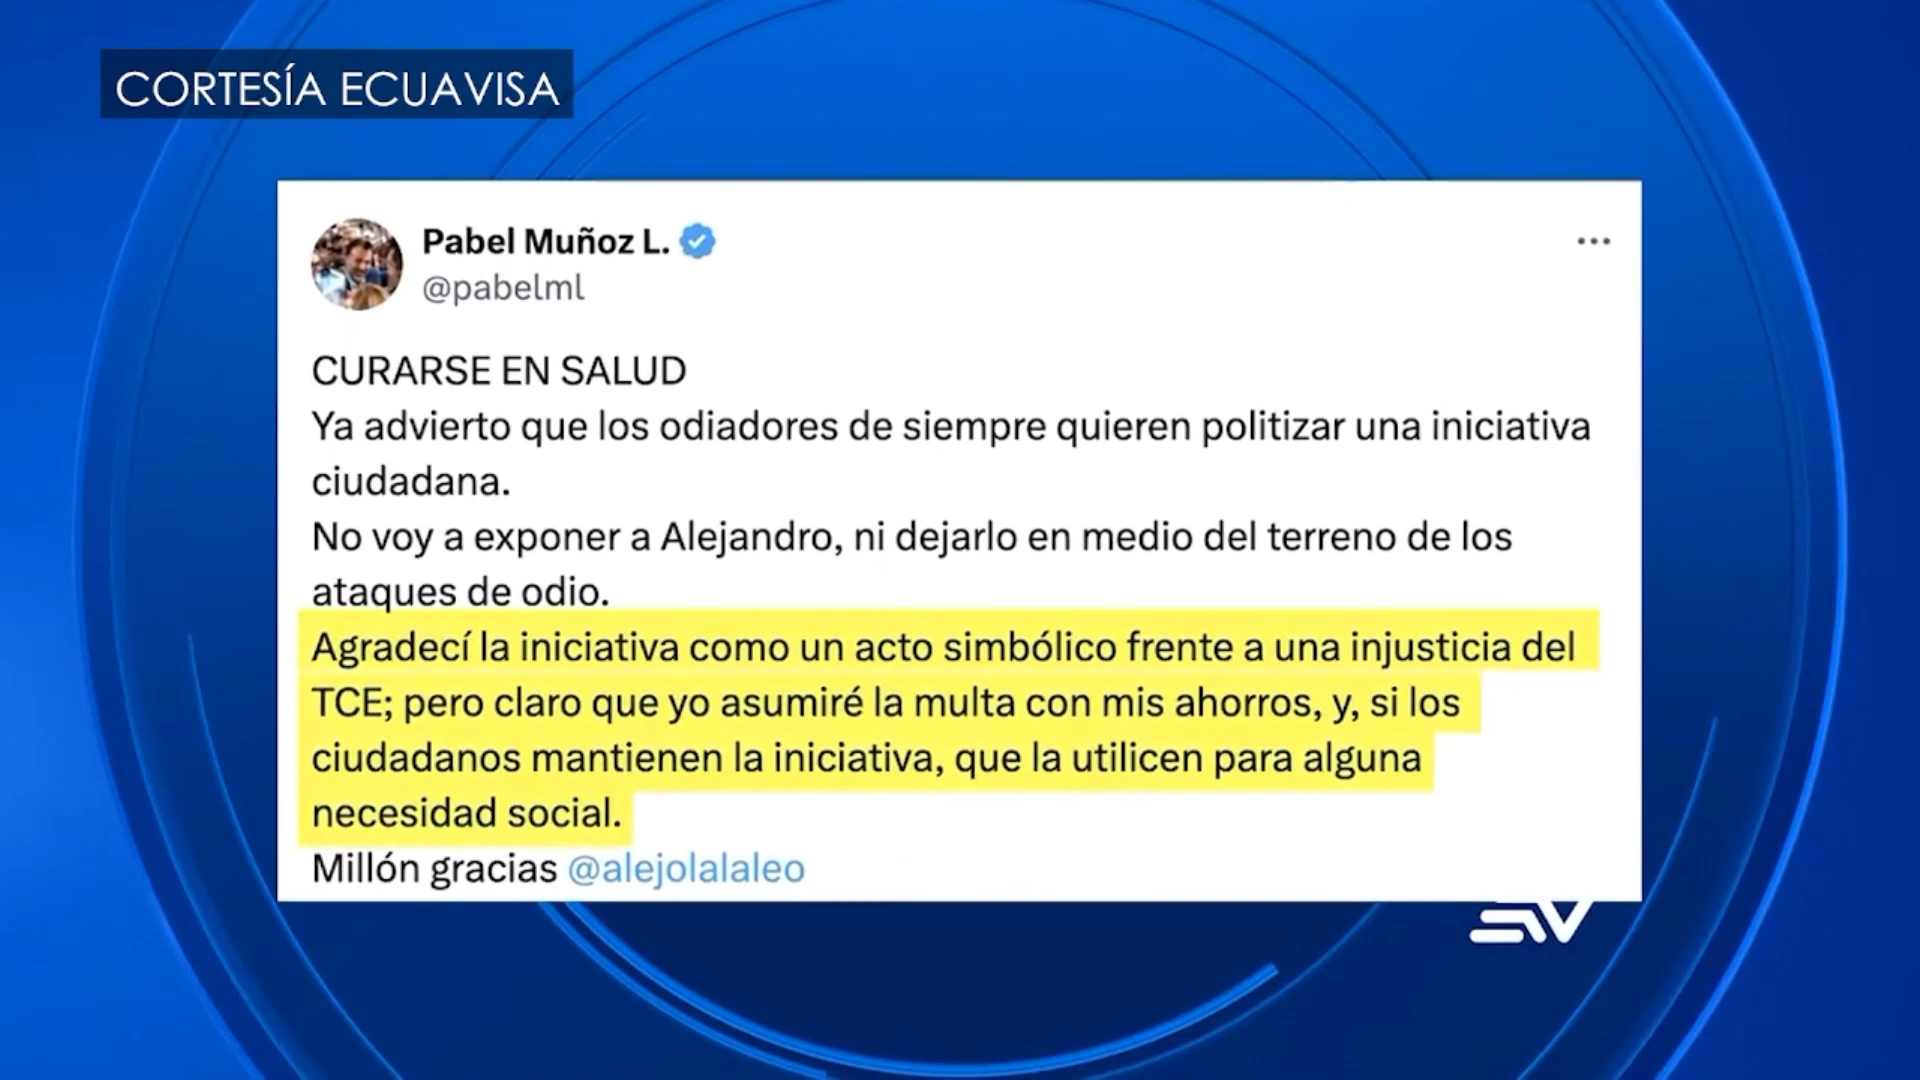 CORTESÍA ECUAVISA
Pabel Muñoz L.
@pabelml
CURARSE EN SALUD
Ya advierto que los odiadores de siempre quieren politizar una iniciativa
ciudadana.
No voy a exponer a Alejandro, ni dejarlo en medio del terreno de los
ataques de odio.
Agradecí la iniciativa como un acto simbólico frente a una injusticia del
TCE; pero claro que yo asumiré la multa con mis ahorros, y, si los
ciudadanos mantienen la iniciativa, que la utilicen para alguna
necesidad social.
Millón gracias @alejolalaleo